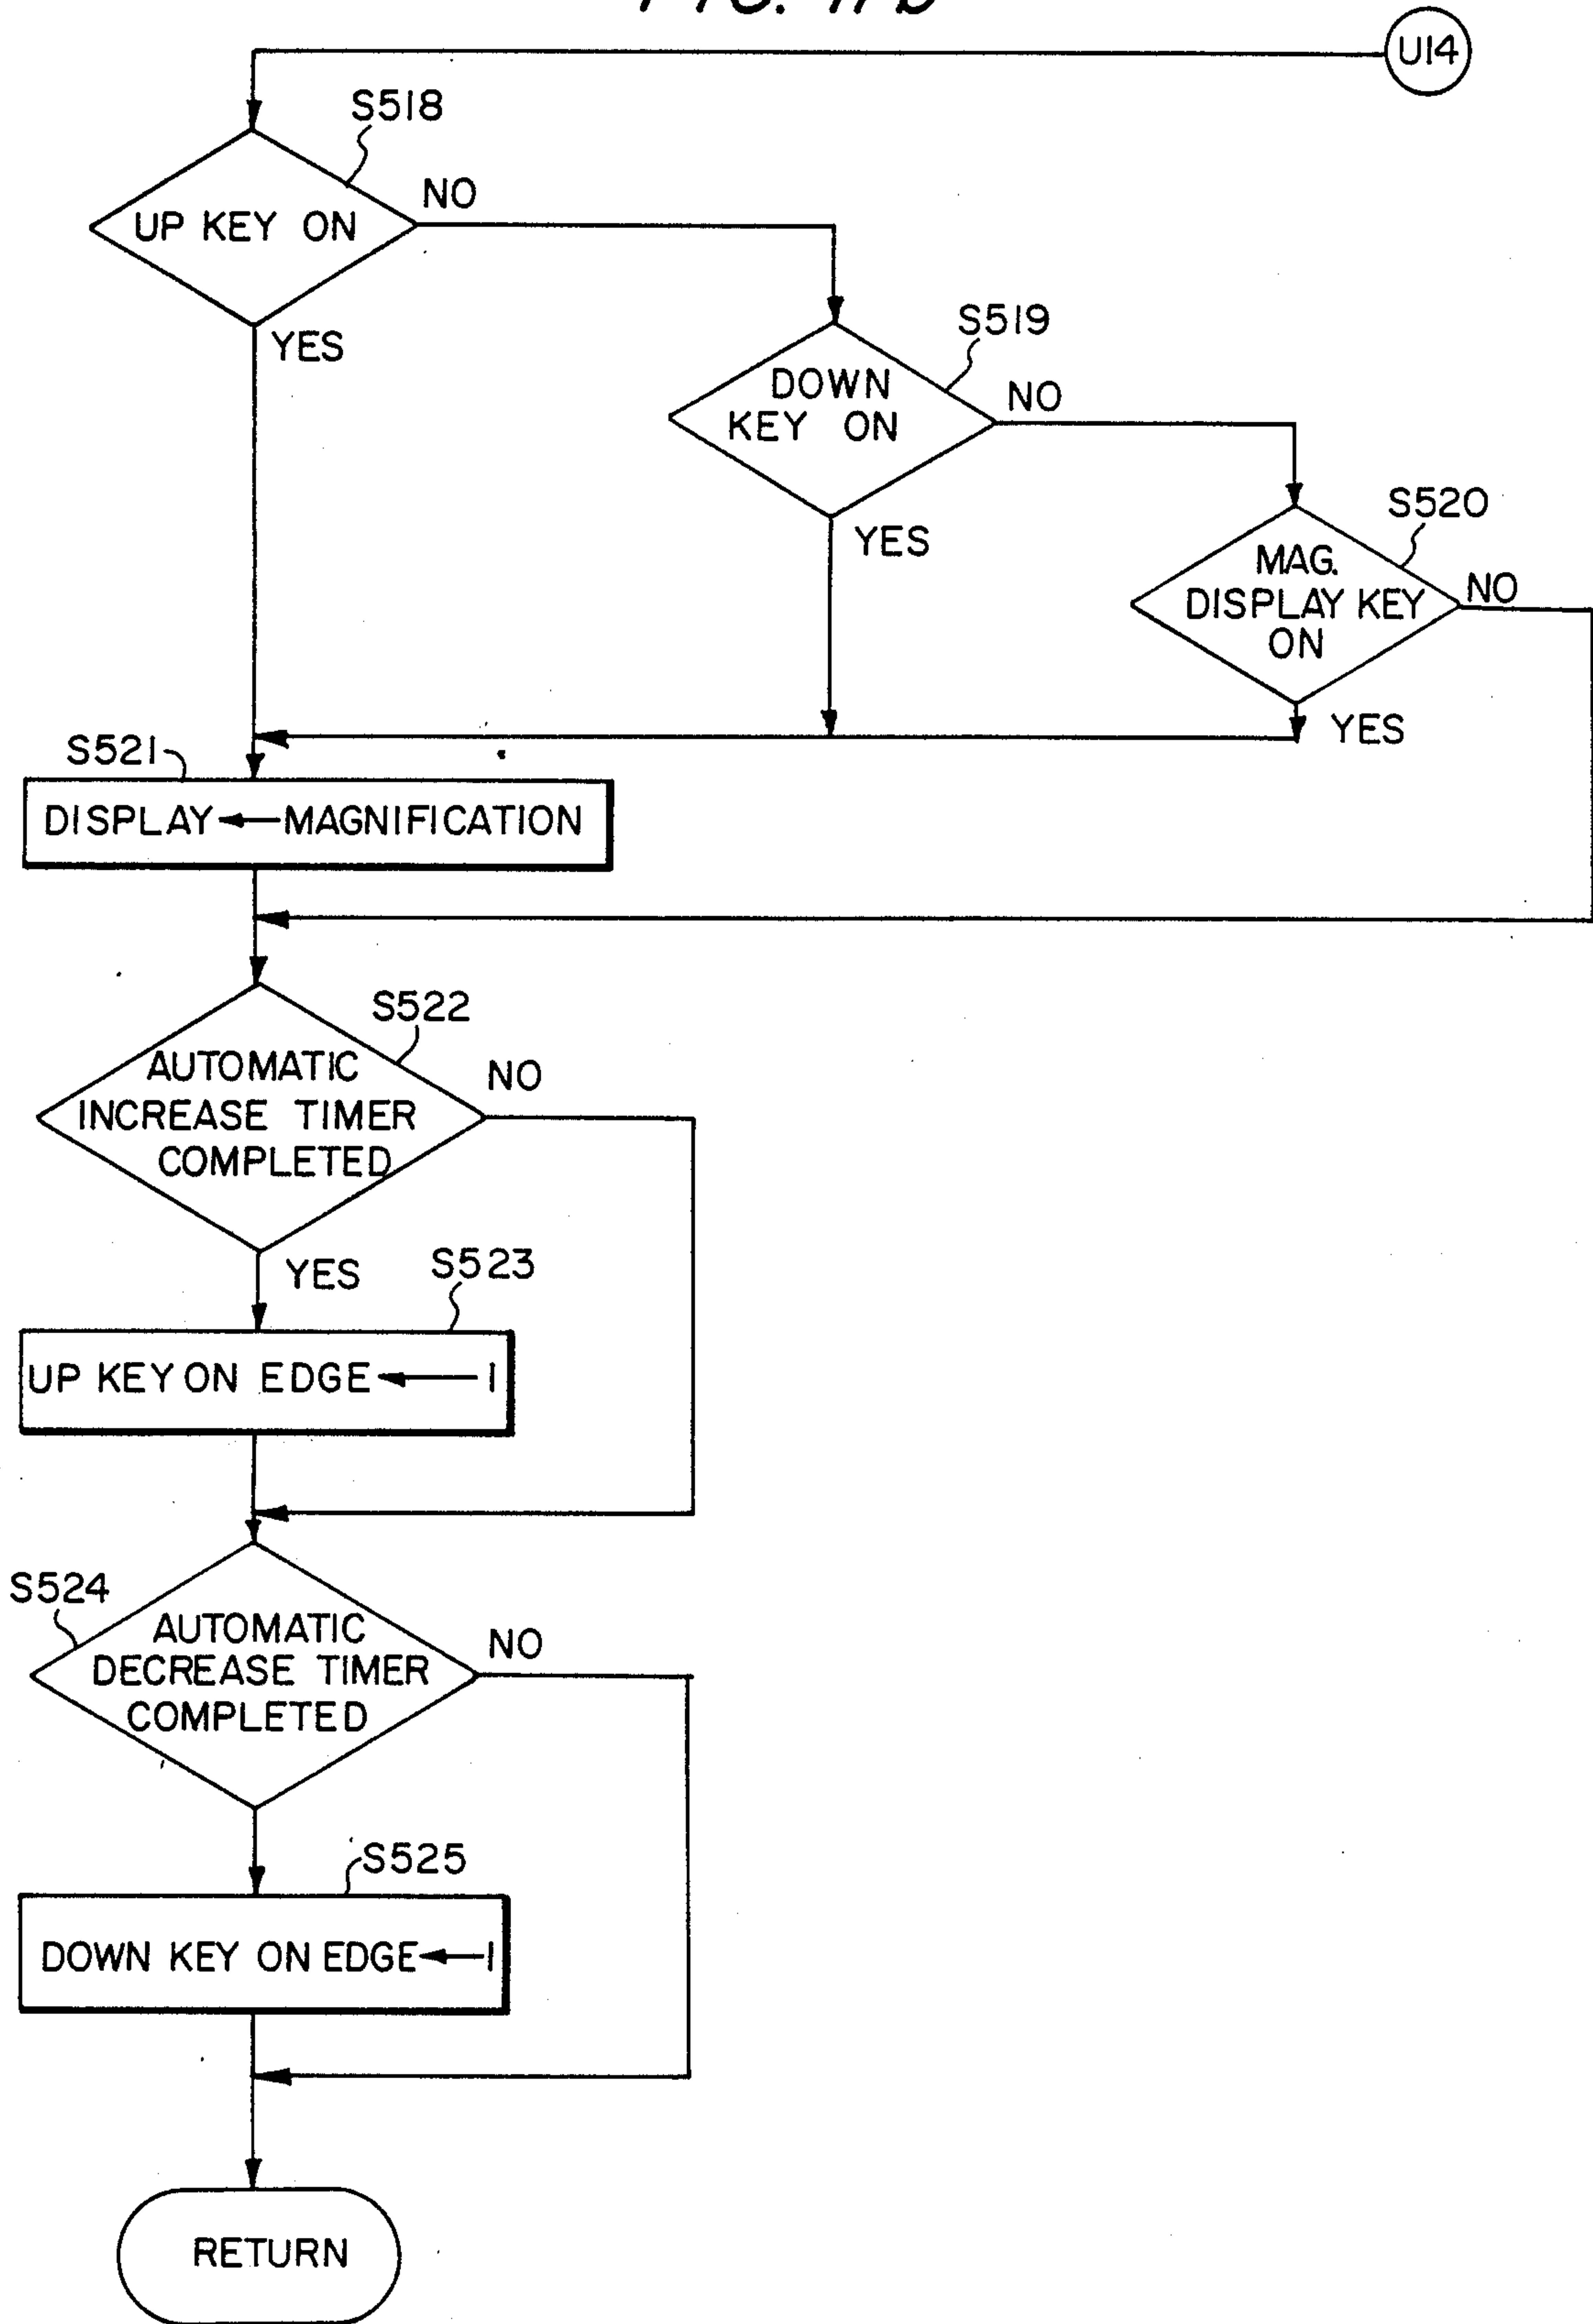 U14
S518
UP KEY ON
NO
YES
S519
DOWN
KEY ON
NO
YES
S520
MAG.
DISPLAY KEY
ON
NO
YES
S521
DISPLAY ← MAGNIFICATION
S522
AUTOMATIC
INCREASE TIMER
COMPLETED
NO
YES
S523
UP KEY ON EDGE ← 1
S524
AUTOMATIC
DECREASE TIMER
COMPLETED
NO
S525
DOWN KEY ON EDGE ← 1
RETURN